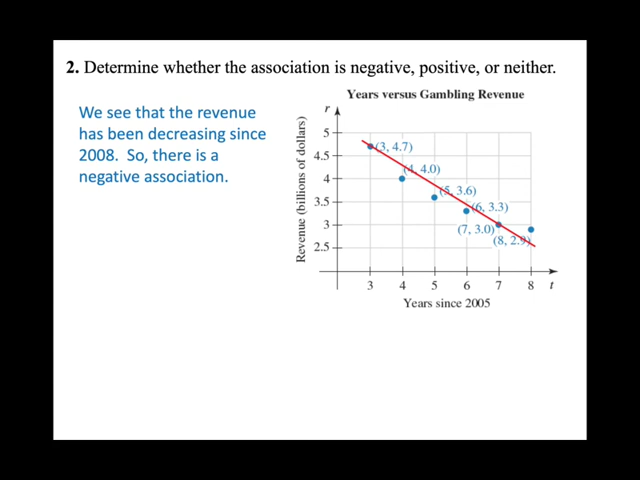 2. Determine whether the association is negative, positive, or neither.
We see that the revenue
has been decreasing since
2008. So, there is a
negative association.
Years versus Gambling Revenue
r
Revenue (billions of dollars)
5
4.5
4
3.5
3
2.5
(3, 4.7)
(4, 4.0)
(5, 3.6)
(6, 3.3)
(7, 3.0)
(8, 2.9)
3 4 5 6 7 8 t
Years since 2005